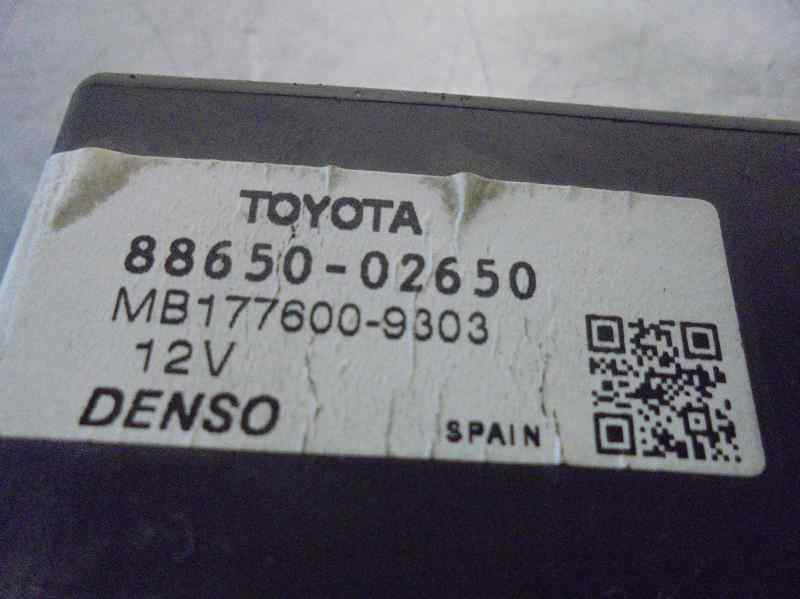 TOYOTA
88650-02650
MB177600-9303
12V
DENSO
SPAIN